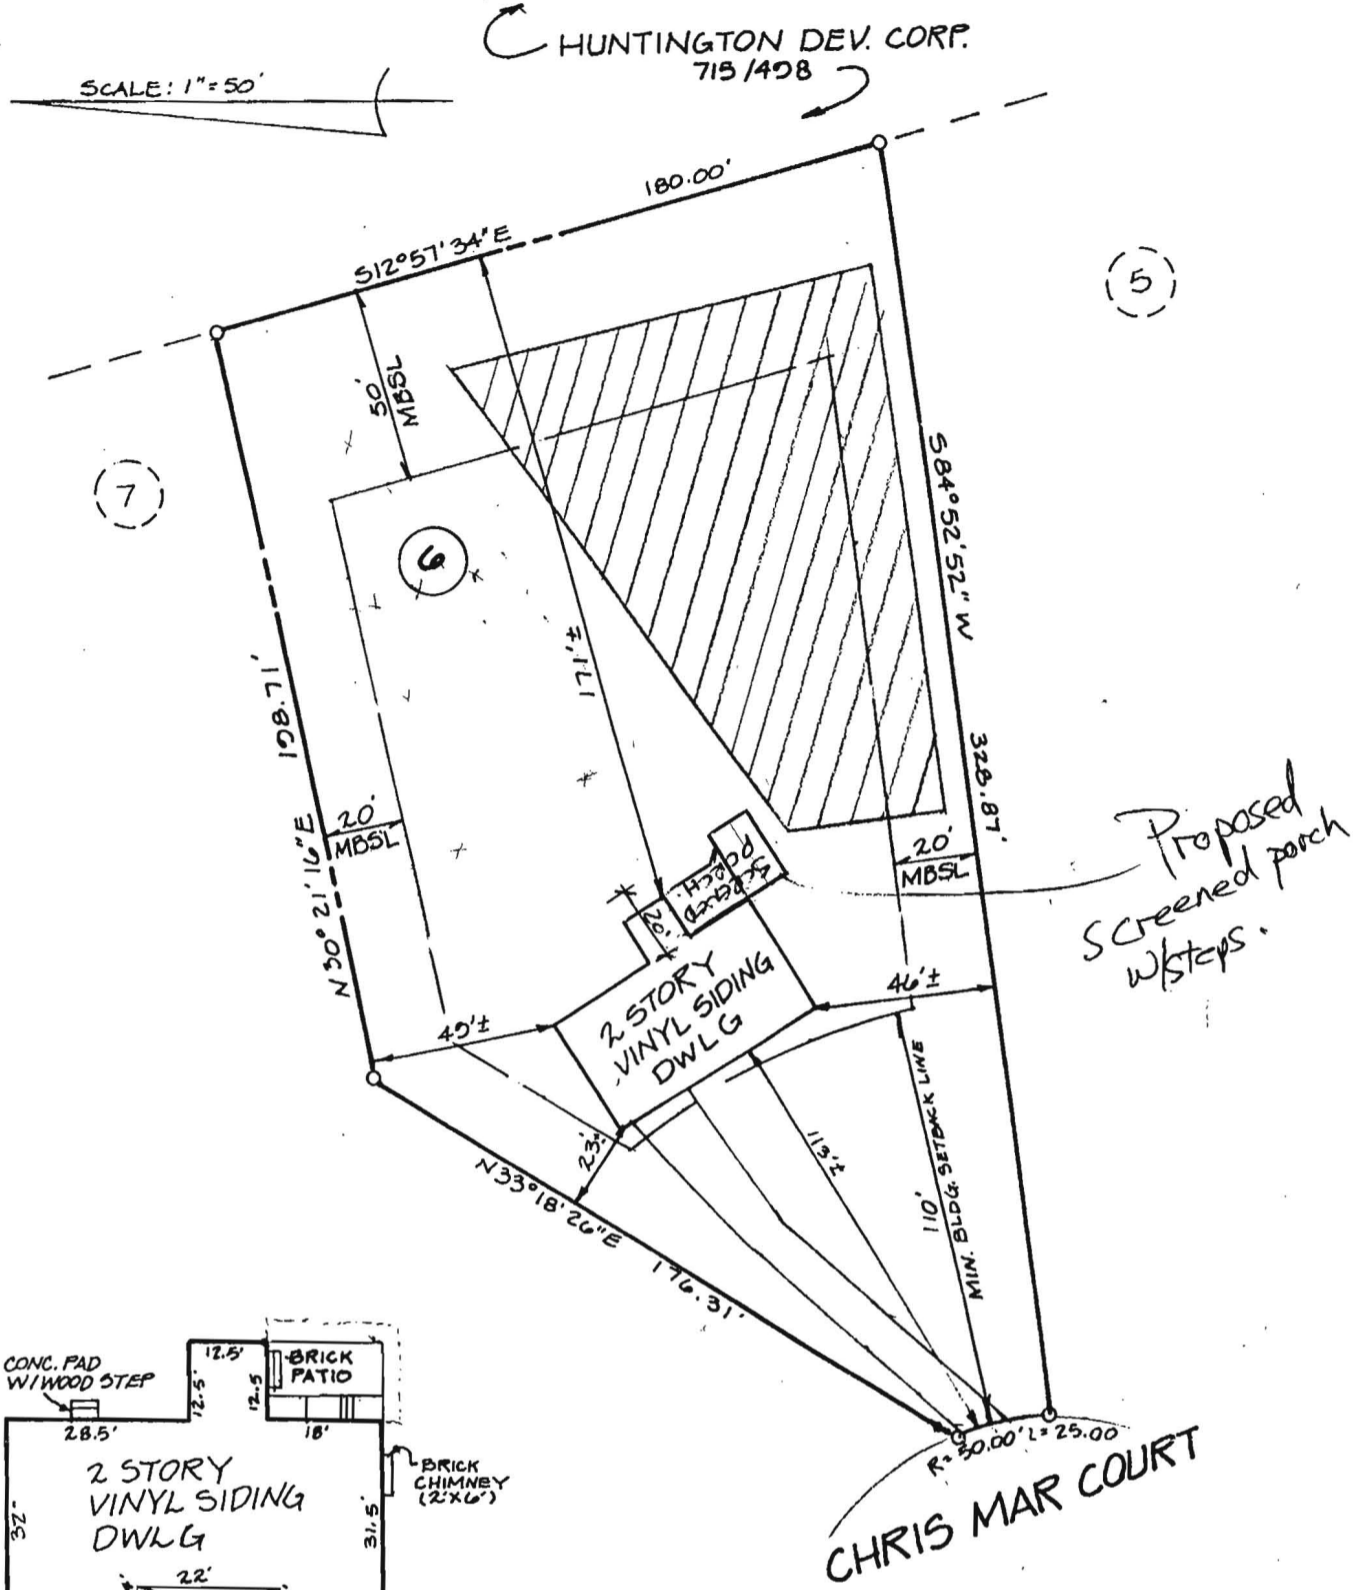 HUNTINGTON DEV. CORP.
715/498
SCALE: 1"=50'
180.00'
S12°57'34"E
5
50'
MBSL
7
6
S84°52'52"W
171'±
198.71'
328.87'
Proposed
Screened porch
w/steps.
20'
MBSL
20'
MBSL
SCREENED
PORCH
20'
N30°21'16"E
2 STORY
VINYL SIDING
DWLG
46'±
45'±
110'
MIN. BLDG. SETBACK LINE
113'±
23'±
N33°18'26"E
176.31'
R=50.00' L=25.00
CHRIS MAR COURT
CONC. PAD
W/WOOD STEP
12.5'
BRICK
PATIO
12.5'
12.5
28.5'
18'
2 STORY
VINYL SIDING
DWLG
BRICK
CHIMNEY
(2'X6')
32"
31.5'
22'